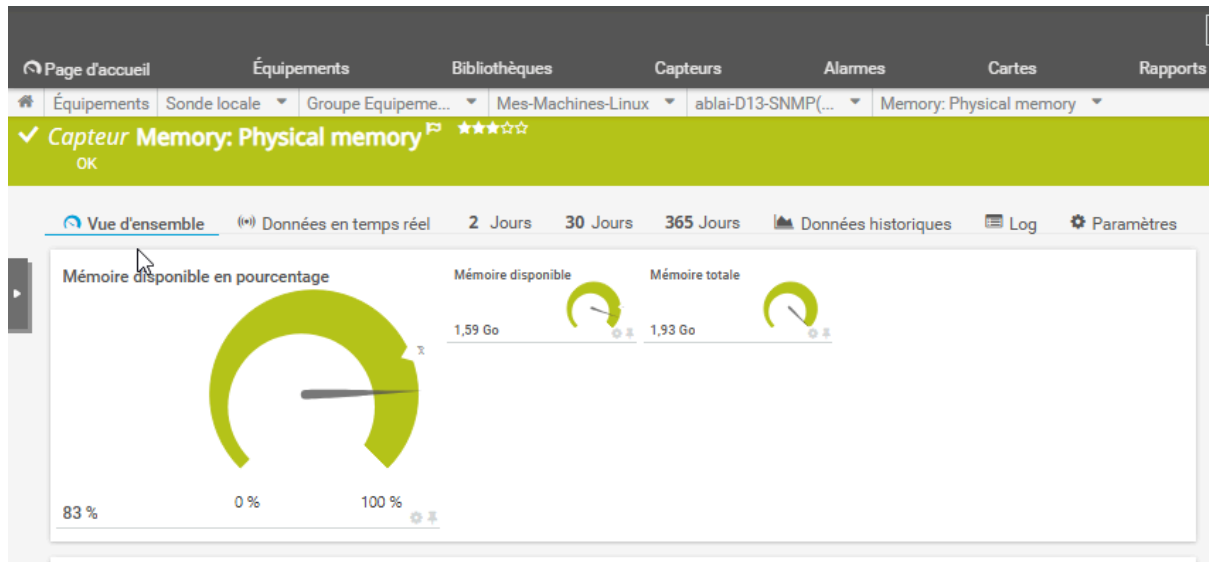 Page d'accueil Équipements Bibliothèques Capteurs Alarmes Cartes Rapports
Équipements Sonde locale Groupe Equipeme... Mes-Machines-Linux ablai-D13-SNMP(... Memory: Physical memory
Capteur Memory: Physical memory
OK
Vue d'ensemble Données en temps réel 2 Jours 30 Jours 365 Jours Données historiques Log Paramètres
Mémoire disponible en pourcentage
0 % 100 %
83 %
Mémoire disponible
1,59 Go
Mémoire totale
1,93 Go